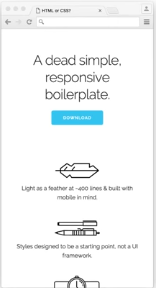 HTML or CSS?
A dead simple,
responsive
boilerplate.
DOWNLOAD
Light as a feather at ~400 lines & built with
mobile in mind.
Styles designed to be a starting point, not a UI
framework.